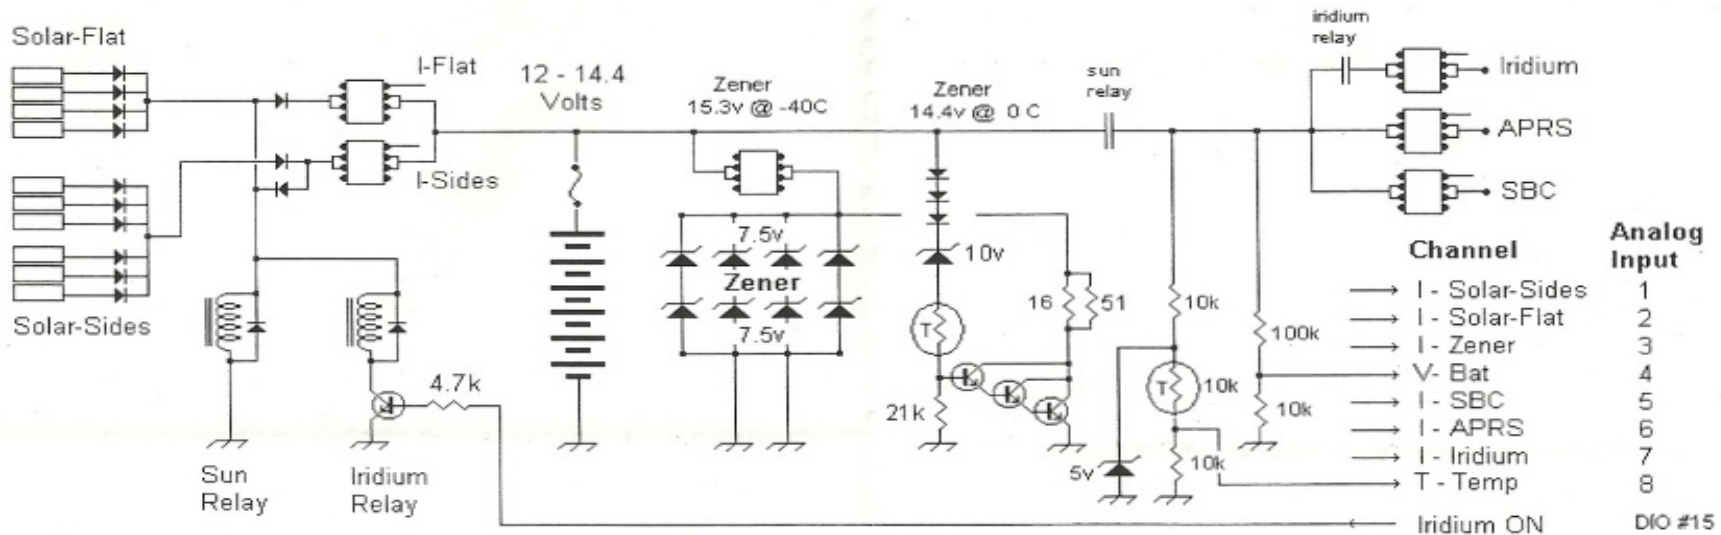 Solar-Flat
I-Flat
I-Sides
Solar-Sides
12 - 14.4
Volts
Zener
15.3v @ -40C
Zener
14.4v @ 0 C
sun
relay
iridium
relay
Iridium
APRS
SBC
7.5v
Zener
7.5v
10v
T
21k
16
51
10k
T
10k
10k
5v
100k
10k
4.7k
Sun
Relay
Iridium
Relay
Channel
Analog
Input
I - Solar-Sides 1
I - Solar-Flat 2
I - Zener 3
V- Bat 4
I - SBC 5
I - APRS 6
I - Iridium 7
T - Temp 8
Iridium ON DIO #15